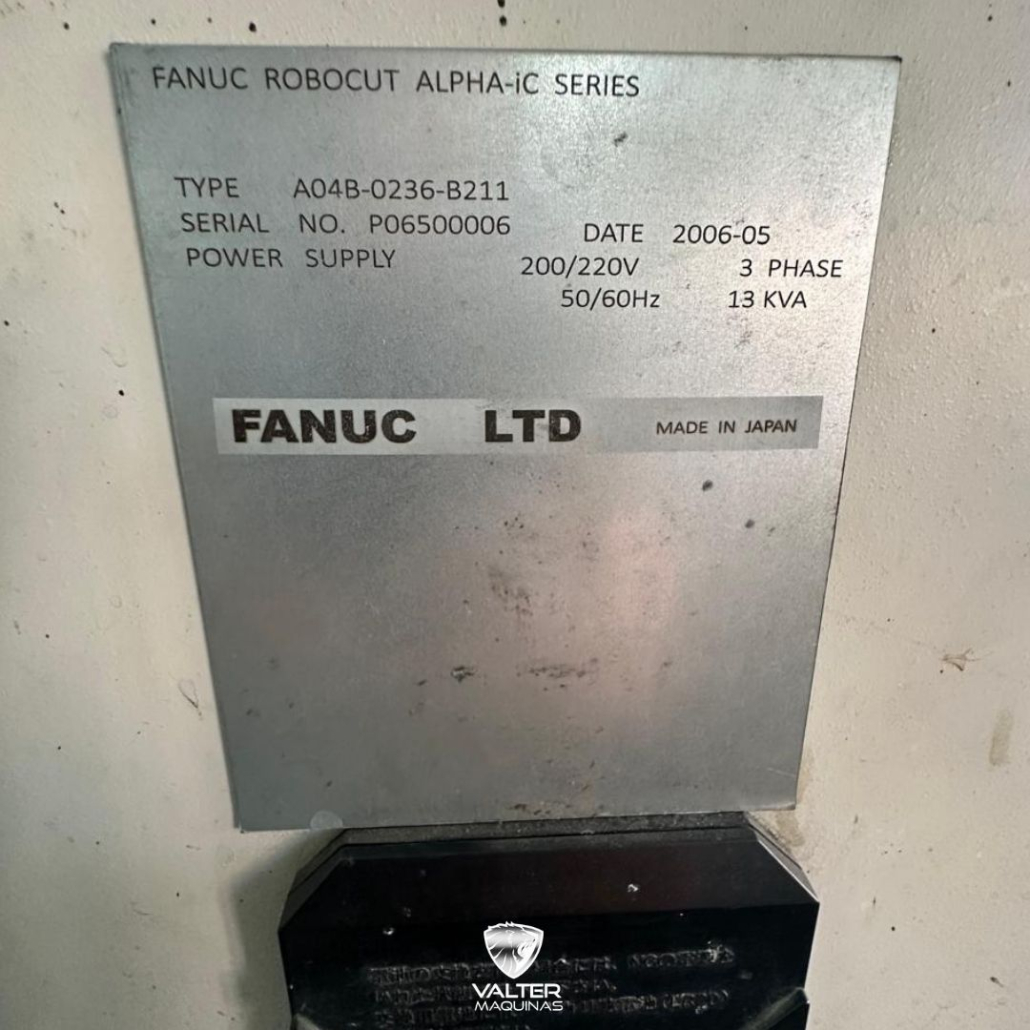 FANUC ROBOCUT ALPHA-iC SERIES
TYPE A04B-0236-B211
SERIAL NO. P06500006 DATE 2006-05
POWER SUPPLY 200/220V 3 PHASE
50/60Hz 13 KVA
FANUC LTD MADE IN JAPAN
VALTER
MAQUINAS